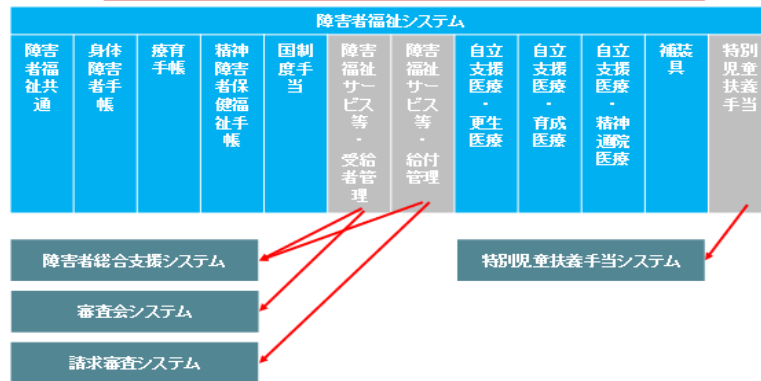 障害者福祉システム
障害
者福
祉共
通
身体
障害
者手
帳
療育
手帳
精神
障害
者保
健福
祉手
帳
国制
度手
当
障害
福祉
サー
ビス
等
・
受給
者管
理
障害
福祉
サー
ビス
等
・
給付
管理
自立
支援
医療
・
更生
医療
自立
支援
医療
・
育成
医療
自立
支援
医療
・
精神
通院
医療
補装
具
特別
児童
扶養
手当
障害者総合支援システム
特別児童扶養手当システム
審査会システム
請求審査システム